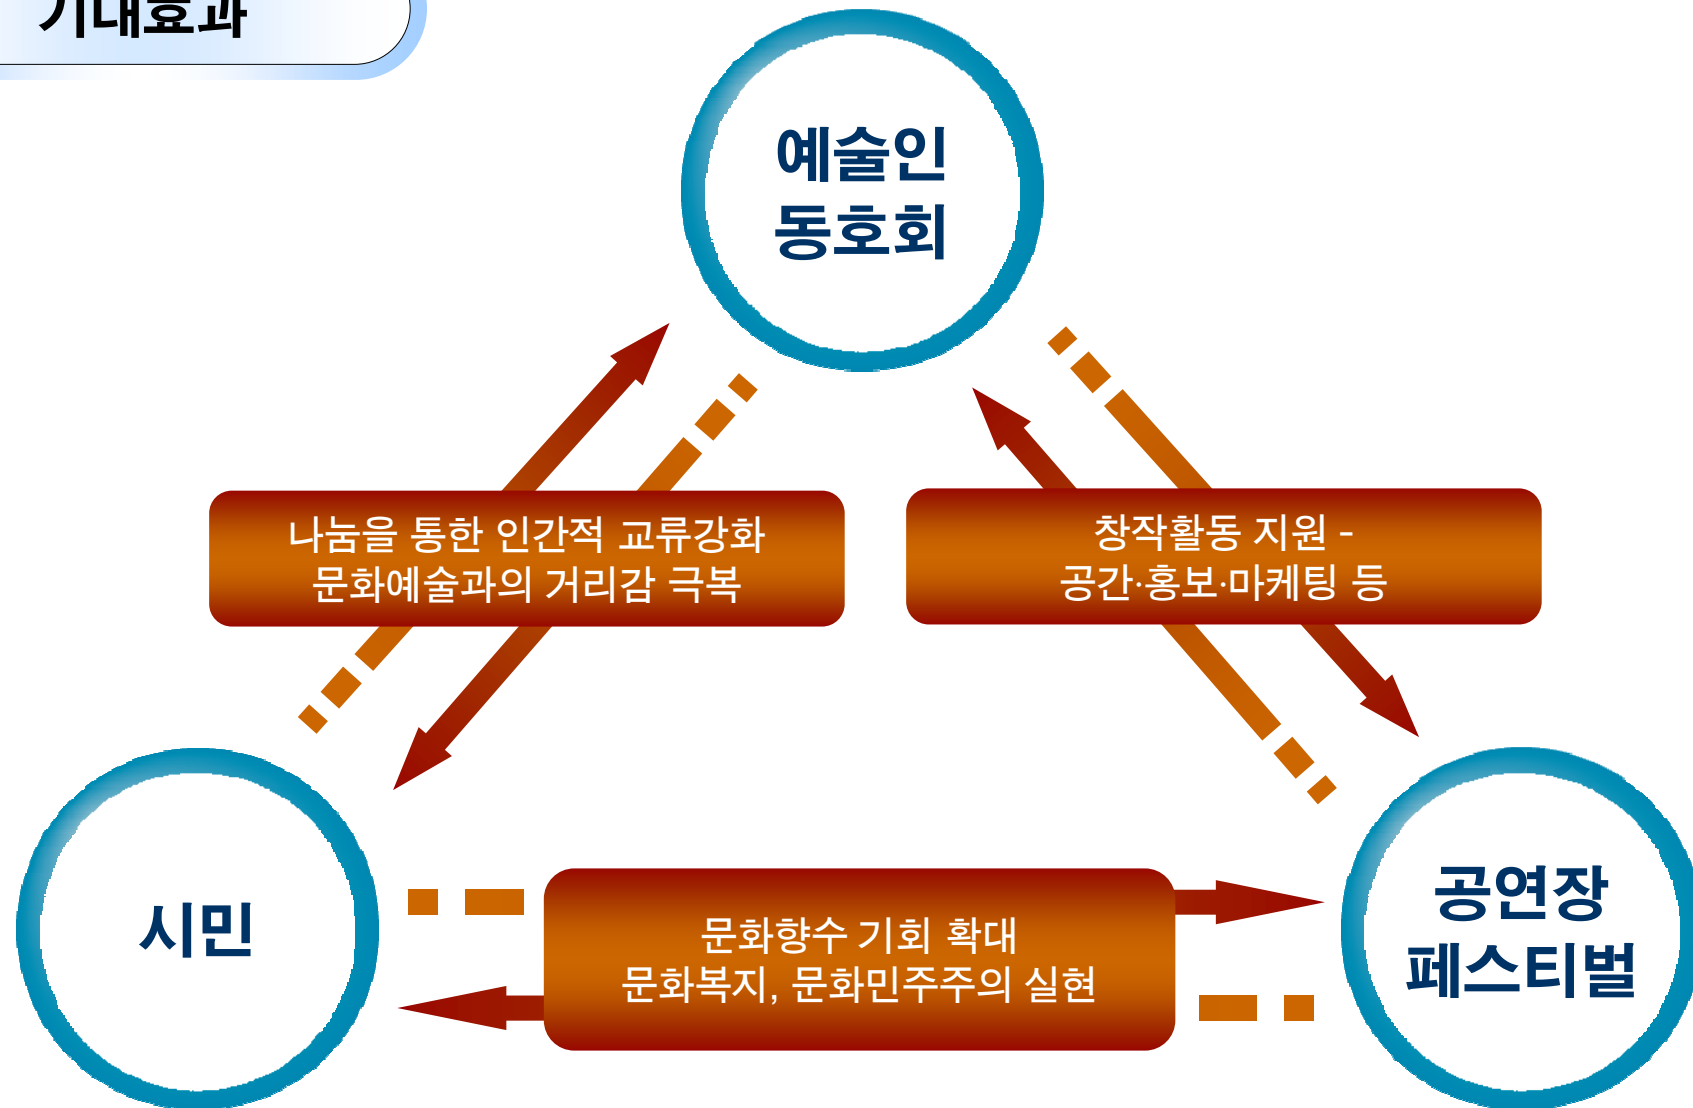 기대효과
예술인
동호회
나눔을 통한 인간적 교류강화
문화예술과의 거리감 극복
창작활동 지원 -
공간·홍보·마케팅 등
시민
문화향수 기회 확대
문화복지, 문화민주주의 실현
공연장
페스티벌